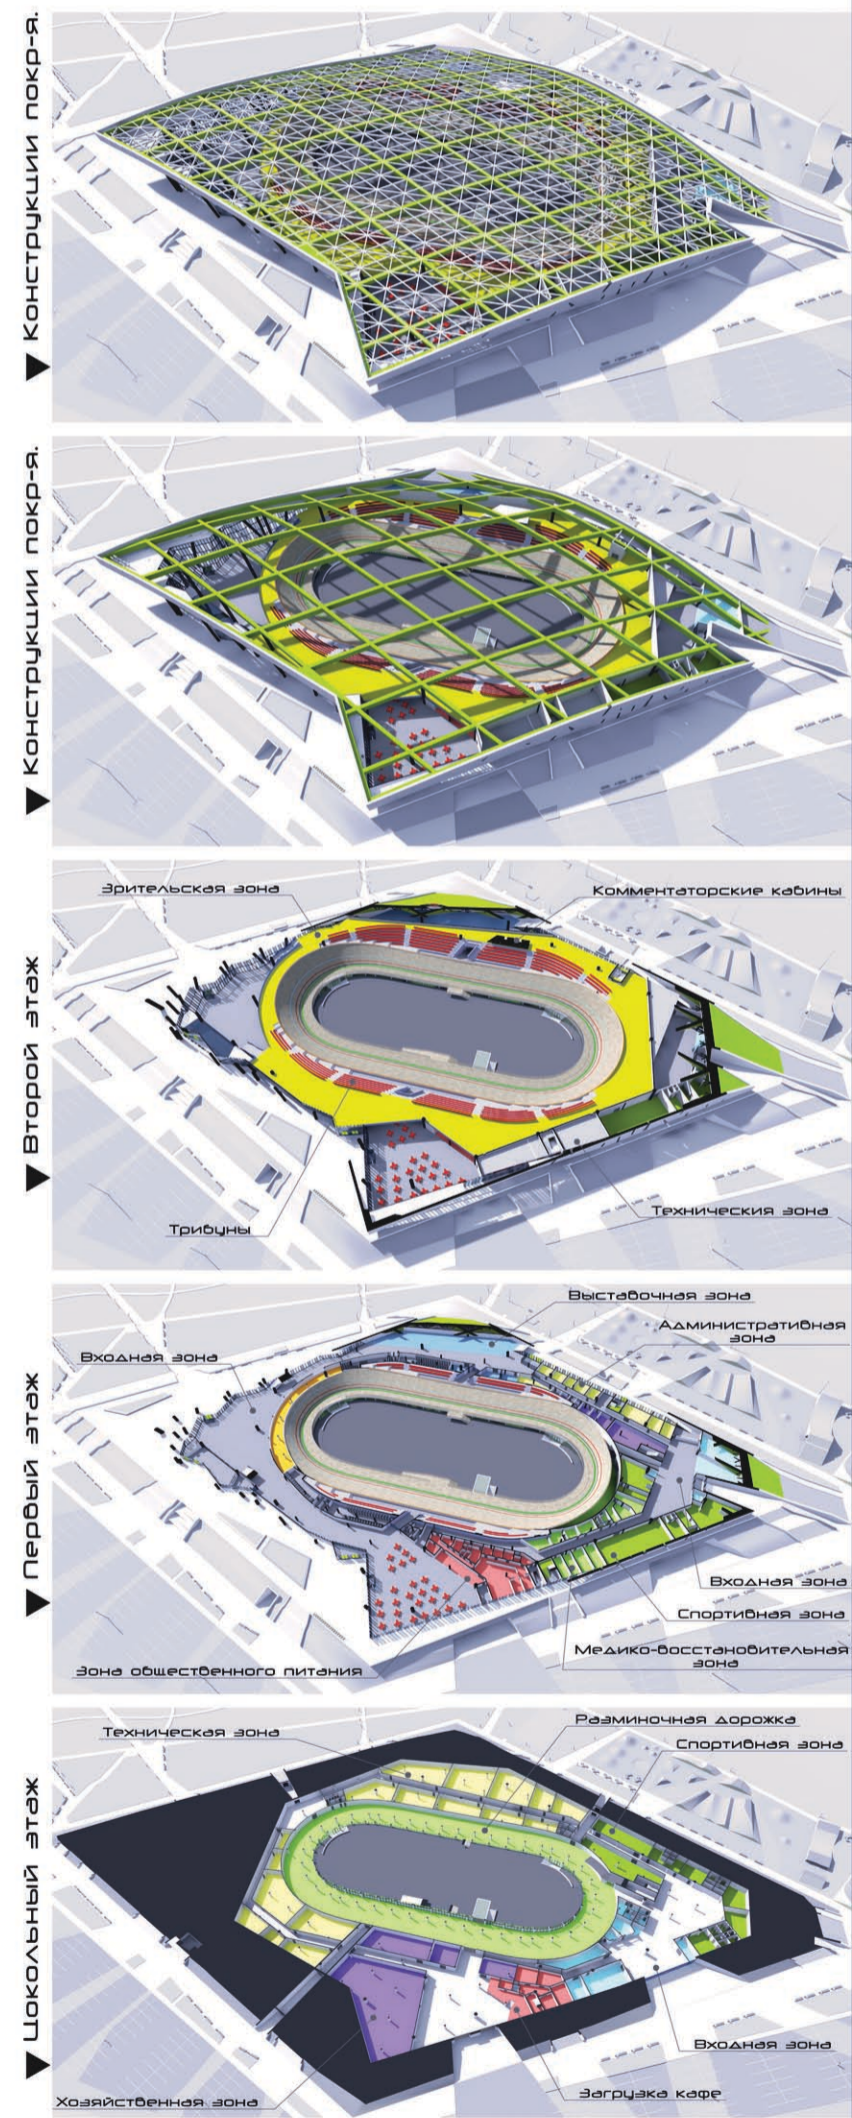 Конструкции покр-я.
Конструкции покр-я.
Второй этаж
Зрительская зона
Комментаторские кабины
Трибуны
Техническия зона
Первый этаж
Выставочная зона
Административная
зона
Входная зона
Входная зона
Спортивная зона
Медико-восстановительная
зона
Зона общественного питания
Цокольный этаж
Разминочная дорожка
Техническая зона
Спортивная зона
Входная зона
Загрузка кафе
Хозяйственная зона